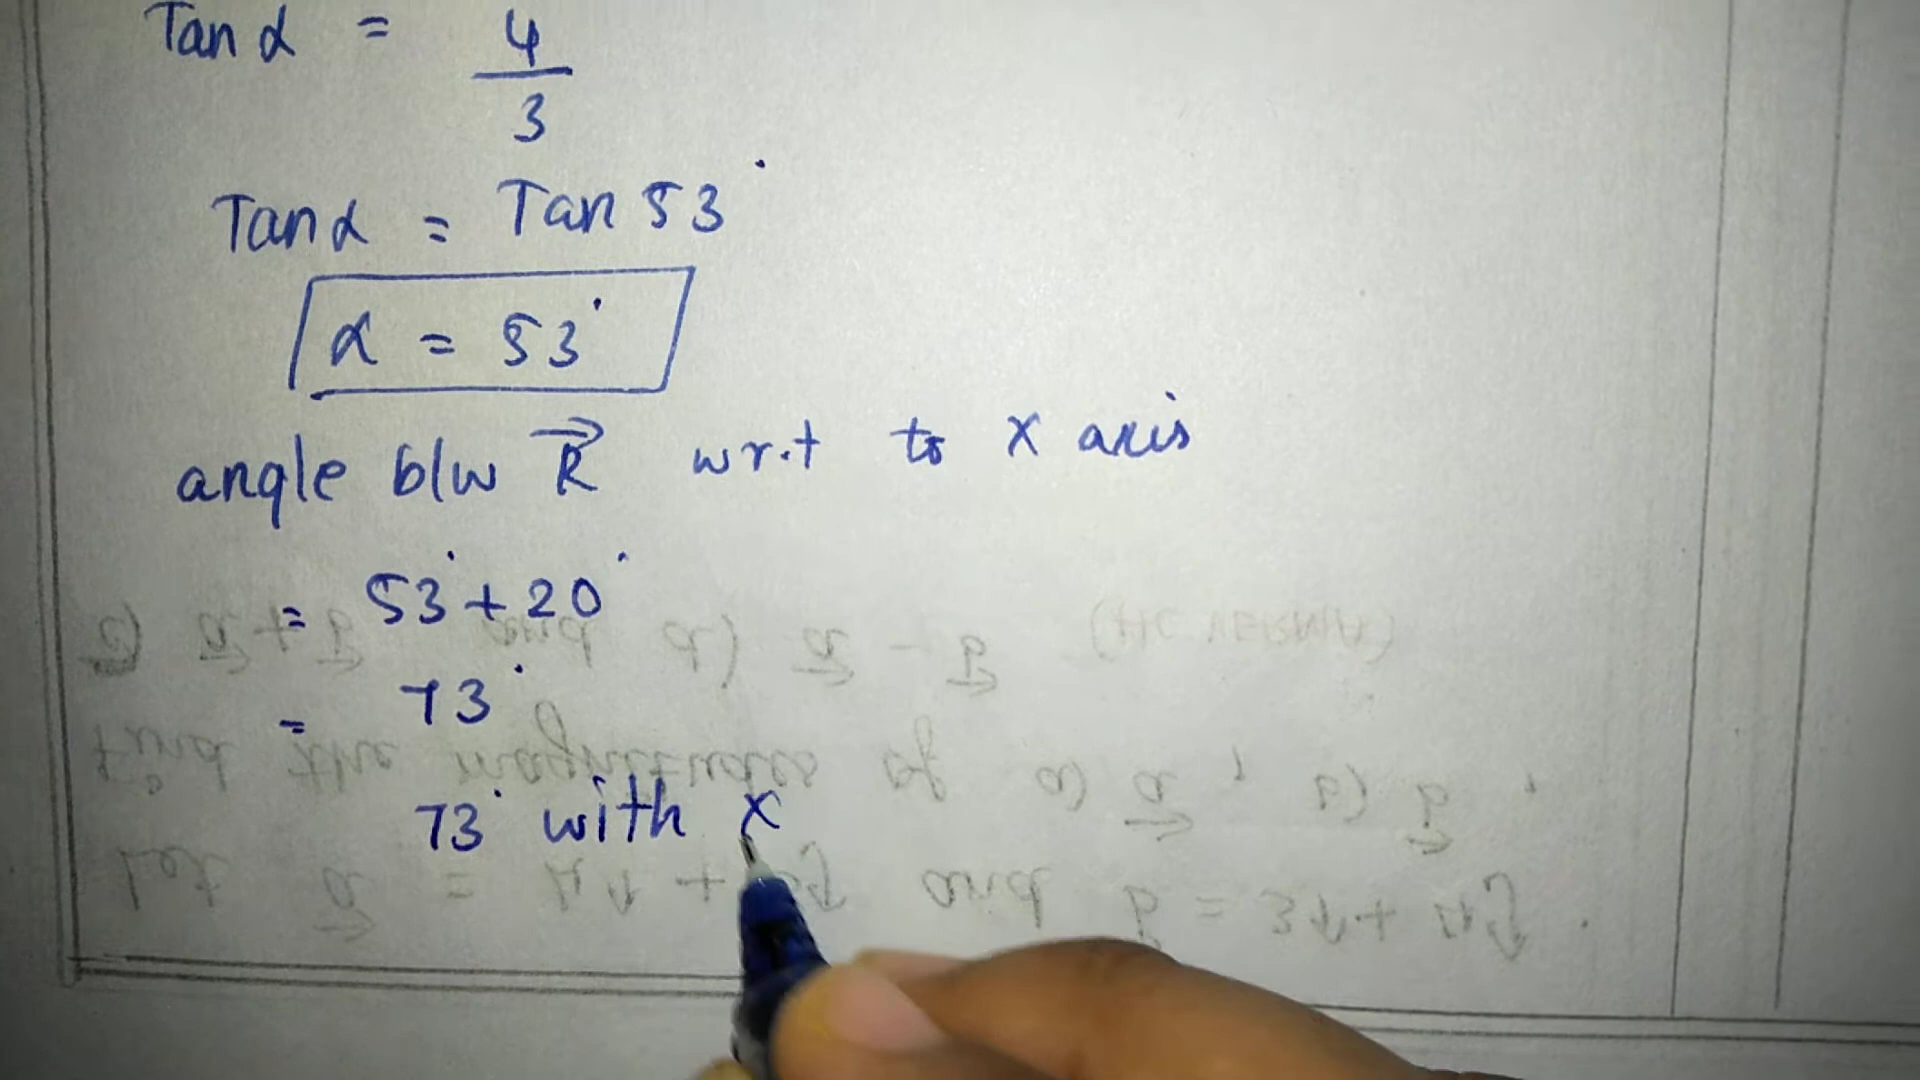 Tan α = 4/3
Tan α = Tan 53°
α = 53°
angle b/w R⃗ w r.t to X axis
= 53° + 20°
= 73°
73° with X